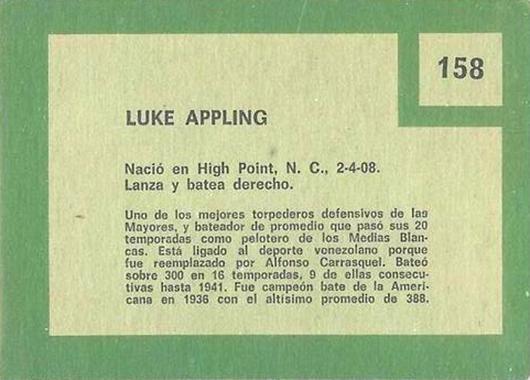 158
LUKE APPLING
Nació en High Point, N. C., 2-4-08.
Lanza y batea derecho.
Uno de los mejores torpederos defensivos de las
Mayores, y bateador de promedio que pasó sus 20
temporadas como pelotero de los Medias Blan-
cas. Está ligado al deporte venezolano porque
fue reemplazado por Alfonso Carrasquel. Bateó
sobre 300 en 16 temporadas, 9 de ellas consecu-
tivas hasta 1941. Fue campeón bate de la Ameri-
cana en 1936 con el altísimo promedio de 388.